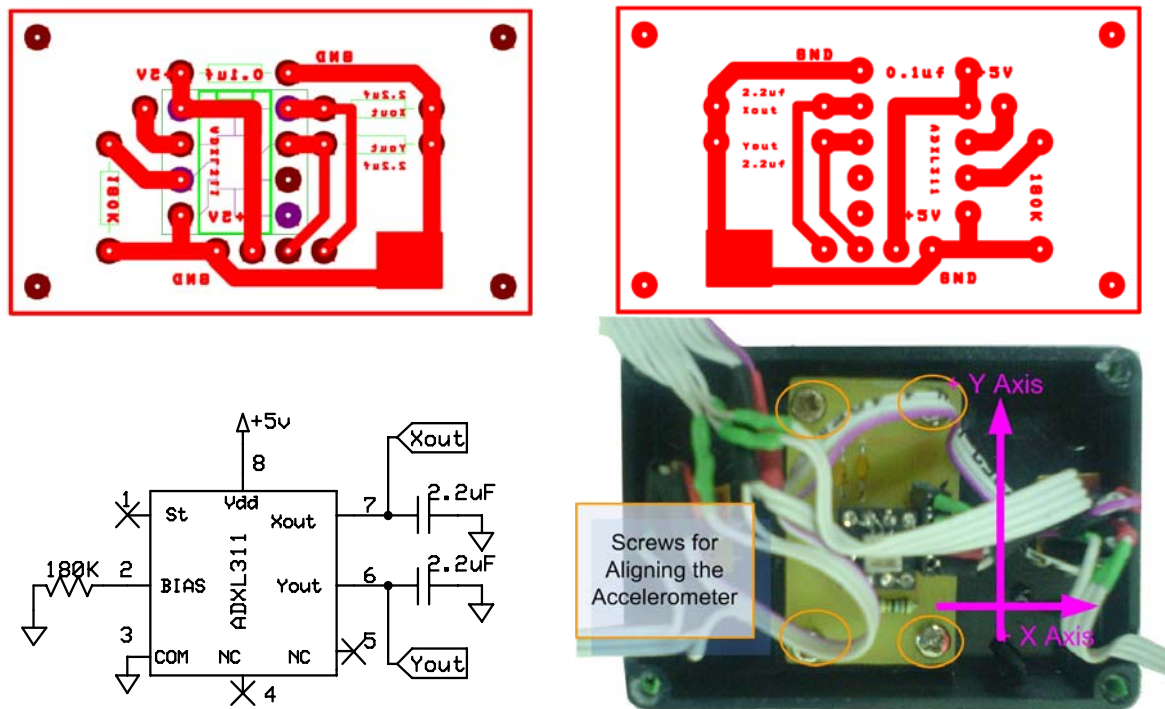 GND
+5V 0.1uf
2.2uf
Xout
ADXL311
Yout
2.2uf
180K
+5V
GND
GND
0.1uf +5V
2.2uf
Xout
ADXL311
Yout
2.2uf
180K
+5V
GND
+5v
Xout
8
1
Vdd
7
2.2uF
St
Xout
180K
2
BIAS
ADXL311
Yout
6
2.2uF
3
5
COM
NC
NC
4
Yout
+ Y Axis
Screws for
Aligning the
Accelerometer
+ X Axis